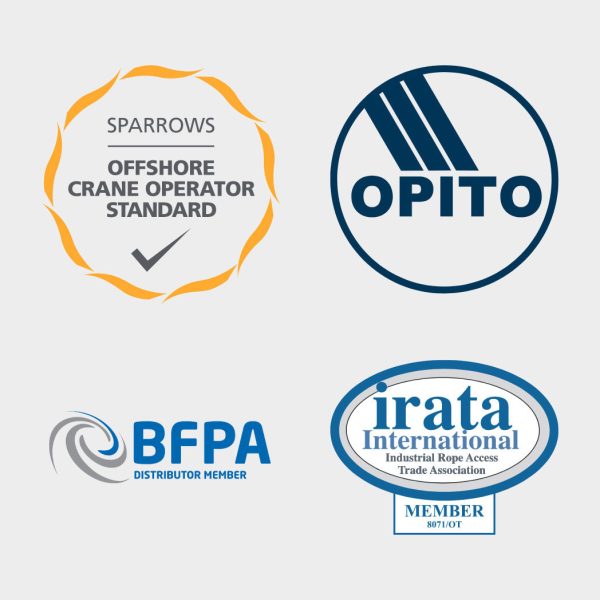 SPARROWS
OFFSHORE
CRANE OPERATOR
STANDARD
OPITO
BFPA
DISTRIBUTOR MEMBER
irata
International
Industrial Rope Access
Trade Association
MEMBER
8071/OT